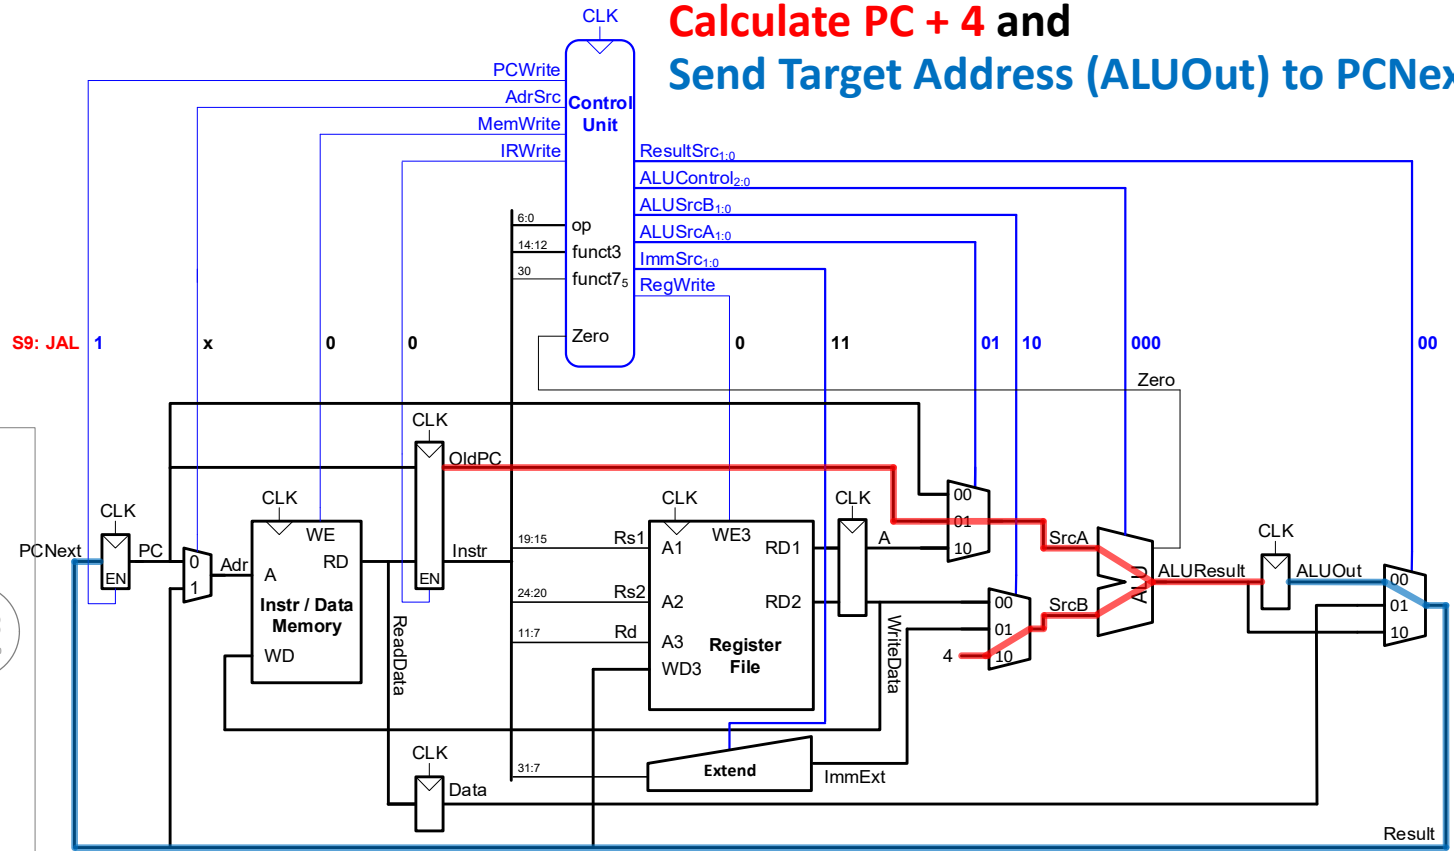 Calculate PC + 4 and
Send Target Address (ALUOut) to PCNex
CLK
PCWrite
AdrSrc
MemWrite
IRWrite
Control
Unit
ResultSrc1:0
ALUControl2:0
ALUSrcB1:0
ALUSrcA1:0
ImmSrc1:0
RegWrite
6:0
op
14:12
funct3
30
funct75
Zero
S9: JAL
1
x
0
0
0
11
01
10
000
00
Zero
CLK
OldPC
CLK
CLK
CLK
CLK
CLK
PCNext
PC
EN
0
1
Adr
WE
A
RD
Instr / Data
Memory
WD
Instr
EN
ReadData
19:15
Rs1
24:20
Rs2
11:7
Rd
A1
A2
A3
WD3
WE3
RD1
RD2
Register
File
A
WriteData
00
01
10
00
01
10
4
SrcA
SrcB
ALU
ALUResult
ALUOut
00
01
10
CLK
Data
31:7
Extend
ImmExt
Result